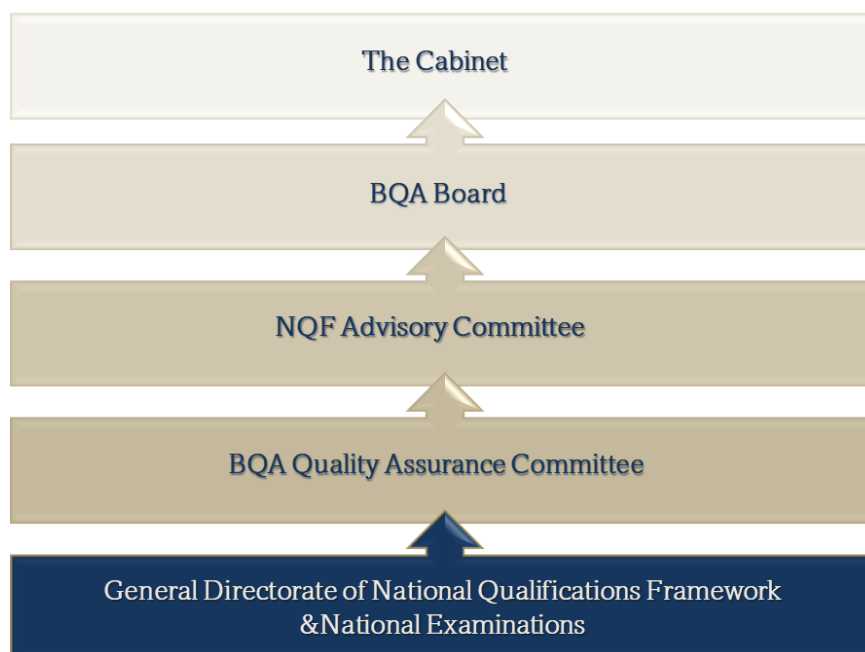 The Cabinet
BQA Board
NQF Advisory Committee
BQA Quality Assurance Committee
General Directorate of National Qualifications Framework
&National Examinations